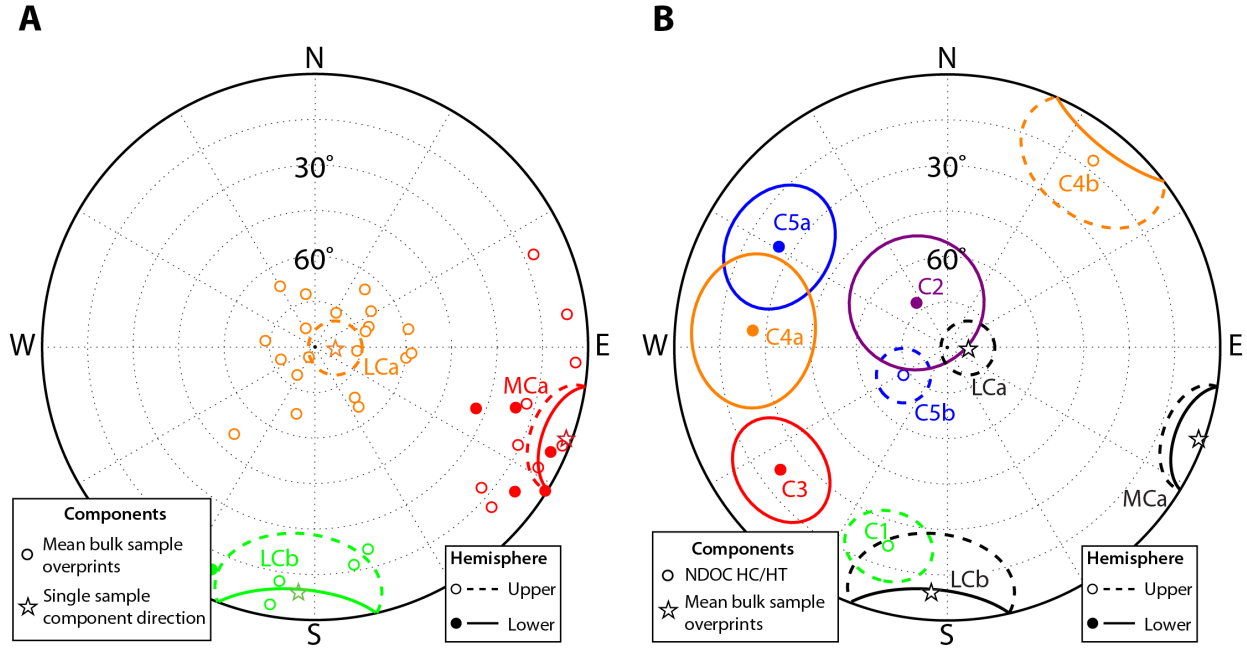 A
N
30°
60°
W
E
LCa
MCa
LCb
S
Components
Mean bulk sample
overprints
Single sample
component direction
Hemisphere
Upper
Lower
B
N
30°
60°
W
E
C4b
C5a
C2
C4a
LCa
C5b
C3
MCa
C1
LCb
S
Components
NDOC HC/HT
Mean bulk sample
overprints
Hemisphere
Upper
Lower